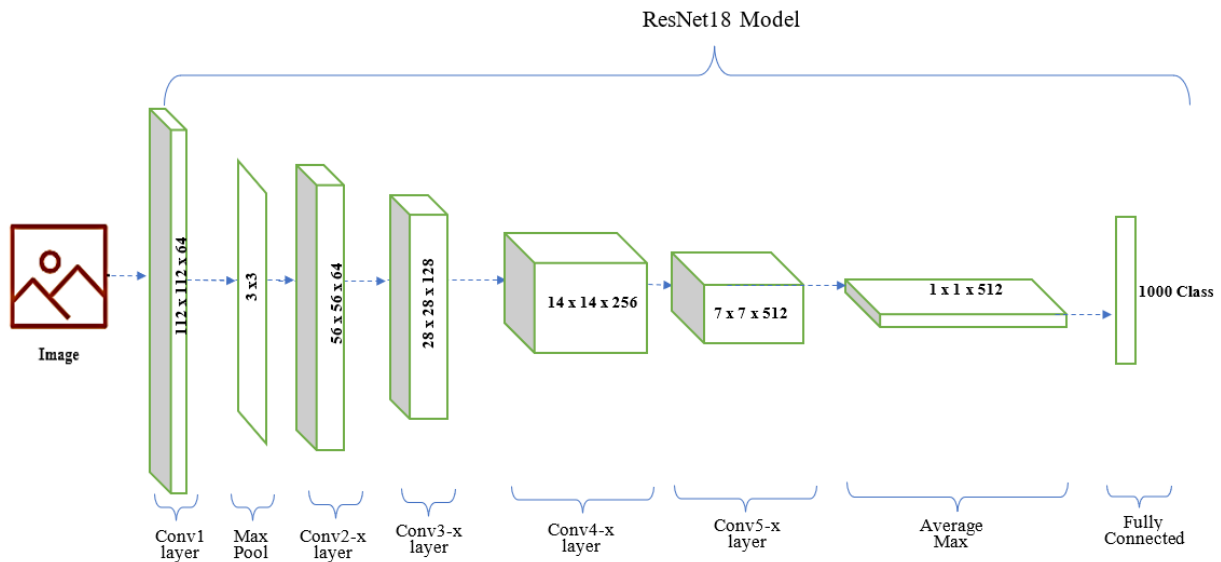 ResNet18 Model
Image
112 x 112 x 64
3 x3
56 x 56 x 64
28 x 28 x 128
14 x 14 x 256
7 x 7 x 512
1 x 1 x 512
1000 Class
Conv1
layer
Max
Pool
Conv2-x
layer
Conv3-x
layer
Conv4-x
layer
Conv5-x
layer
Average
Max
Fully
Connected